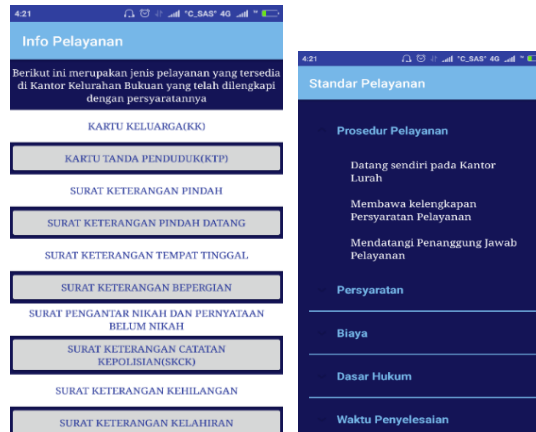 4:21 "C_SAS" 4G
Info Pelayanan
Berikut ini merupakan jenis pelayanan yang tersedia
di Kantor Kelurahan Bukuan yang telah dilengkapi
dengan persyaratannya
KARTU KELUARGA(KK)
KARTU TANDA PENDUDUK(KTP)
SURAT KETERANGAN PINDAH
SURAT KETERANGAN PINDAH DATANG
SURAT KETERANGAN TEMPAT TINGGAL
SURAT KETERANGAN BEPERGIAN
SURAT PENGANTAR NIKAH DAN PERNYATAAN
BELUM NIKAH
SURAT KETERANGAN CATATAN
KEPOLISIAN(SKCK)
SURAT KETERANGAN KEHILANGAN
SURAT KETERANGAN KELAHIRAN
4:21 "C_SAS" 4G
Standar Pelayanan
Prosedur Pelayanan
Datang sendiri pada Kantor
Lurah
Membawa kelengkapan
Persyaratan Pelayanan
Mendatangi Penanggung Jawab
Pelayanan
Persyaratan
Biaya
Dasar Hukum
Waktu Penyelesaian